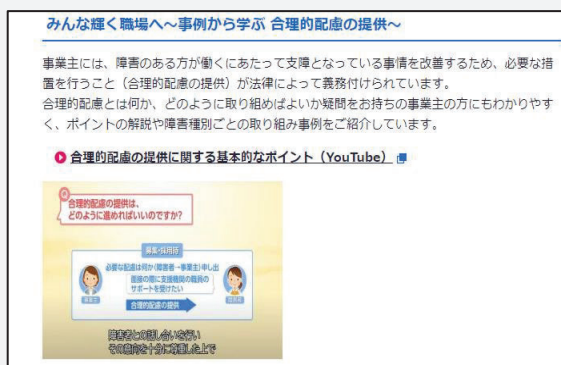 みんな輝く職場へ～事例から学ぶ 合理的配慮の提供～
事業主には、障害のある方が働くにあたって支障となっている事情を改善するため、必要な措
置を行うこと（合理的配慮の提供）が法律によって義務付けられています。
合理的配慮とは何か、どのように取り組めばよいか疑問をお持ちの事業主の方にもわかりやす
く、ポイントの解説や障害種別ごとの取り組み事例をご紹介しています。
合理的配慮の提供に関する基本的なポイント（YouTube）
Q 合理的配慮の提供は、
どのように進めればいいのですか？
募集・採用時
必要な配慮は何か（障害者→事業主）申し出
面接の際に支援機関の職員の
サポートを受けたい
事業主
合理的配慮の提供
障害者との話し合いを行い
その意向を十分に尊重した上で